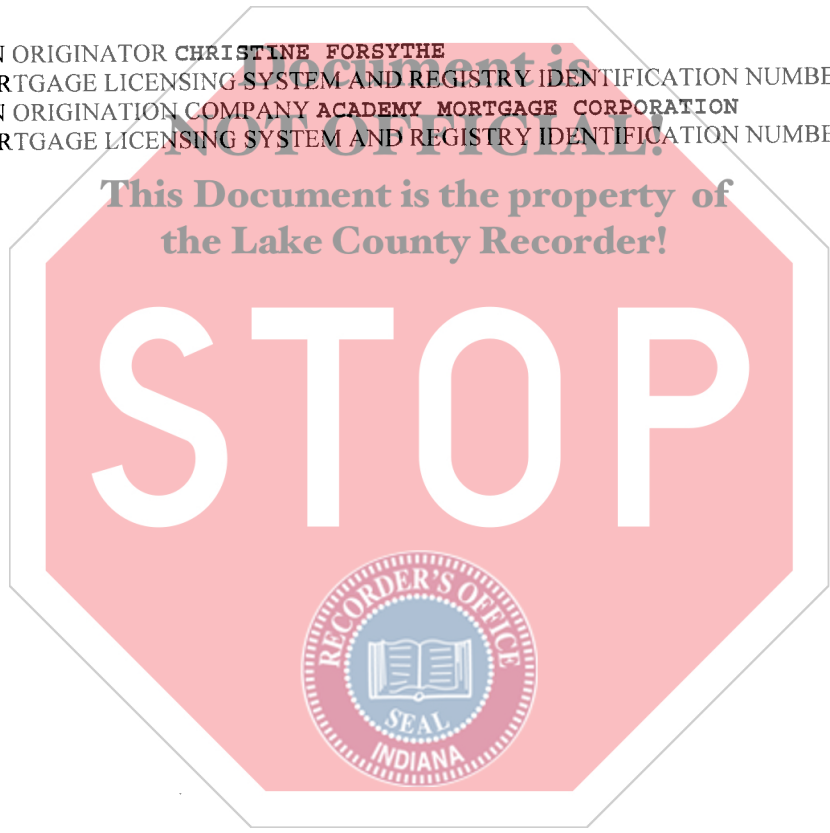 N ORIGINATOR CHRISTINE FORSYTHE
Document is
RTGAGE LICENSING SYSTEM AND REGISTRY IDENTIFICATION NUMBE
N ORIGINATION COMPANY ACADEMY MORTGAGE CORPORATION
NOT OFFICIAL!
RTGAGE LICENSING SYSTEM AND REGISTRY IDENTIFICATION NUMBE
This Document is the property of
the Lake County Recorder!
STOP
RECORDER'S OFFICE
SEAL
INDIANA